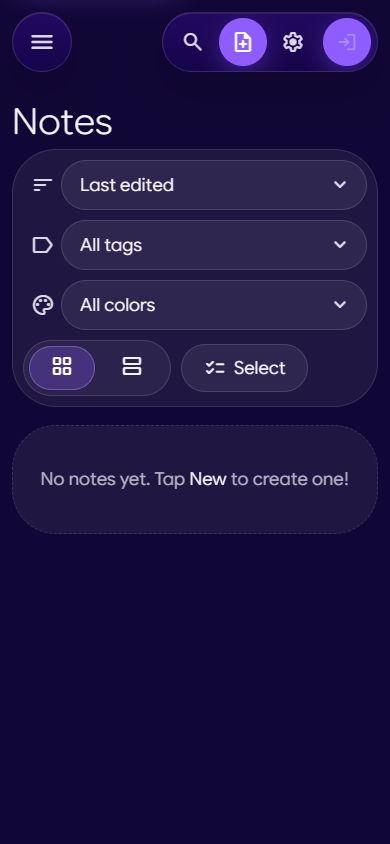 Notes
Last edited
All tags
All colors
Select
No notes yet. Tap New to create one!